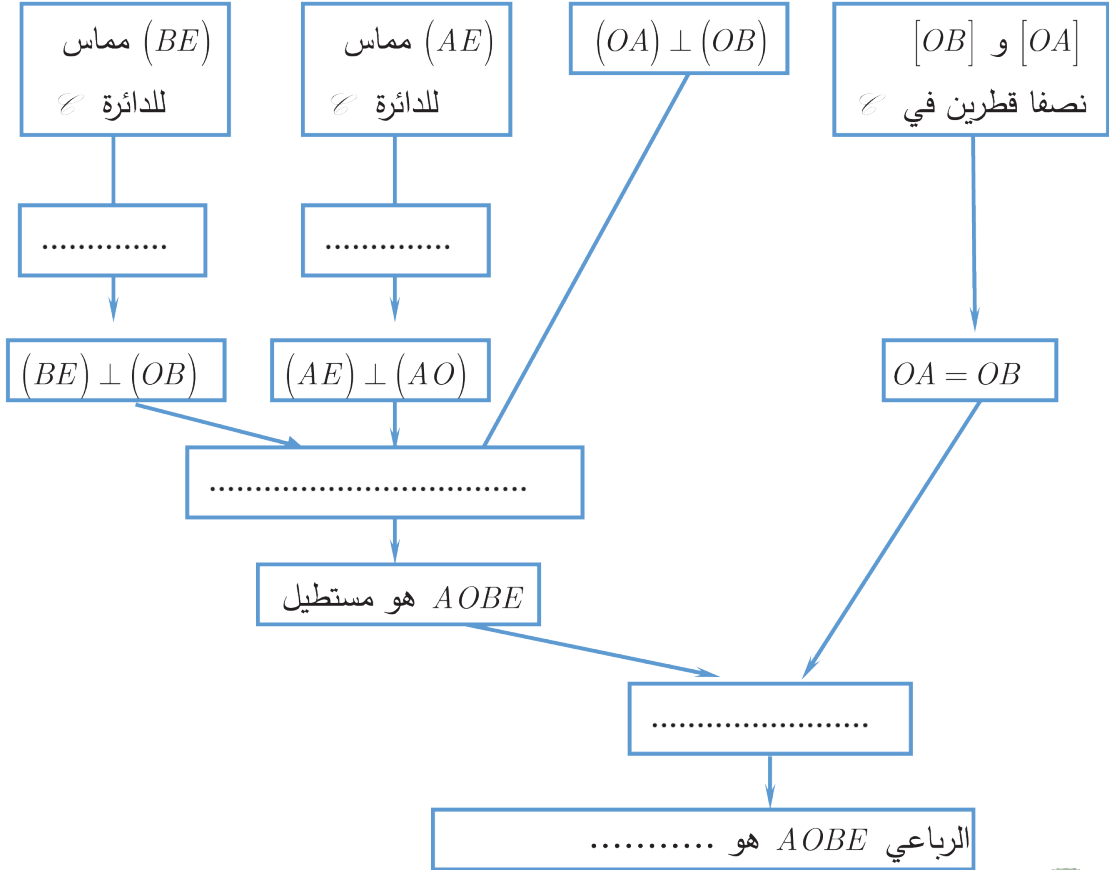 [OA] و [OB]
نصفا قطرين في 𝒞
(OA) ⊥ (OB)
(AE) مماس
للدائرة 𝒞
(BE) مماس
للدائرة 𝒞
..............
..............
OA = OB
(AE) ⊥ (AO)
(BE) ⊥ (OB)
...................................
AOBE هو مستطيل
........................
الرباعي AOBE هو ...........